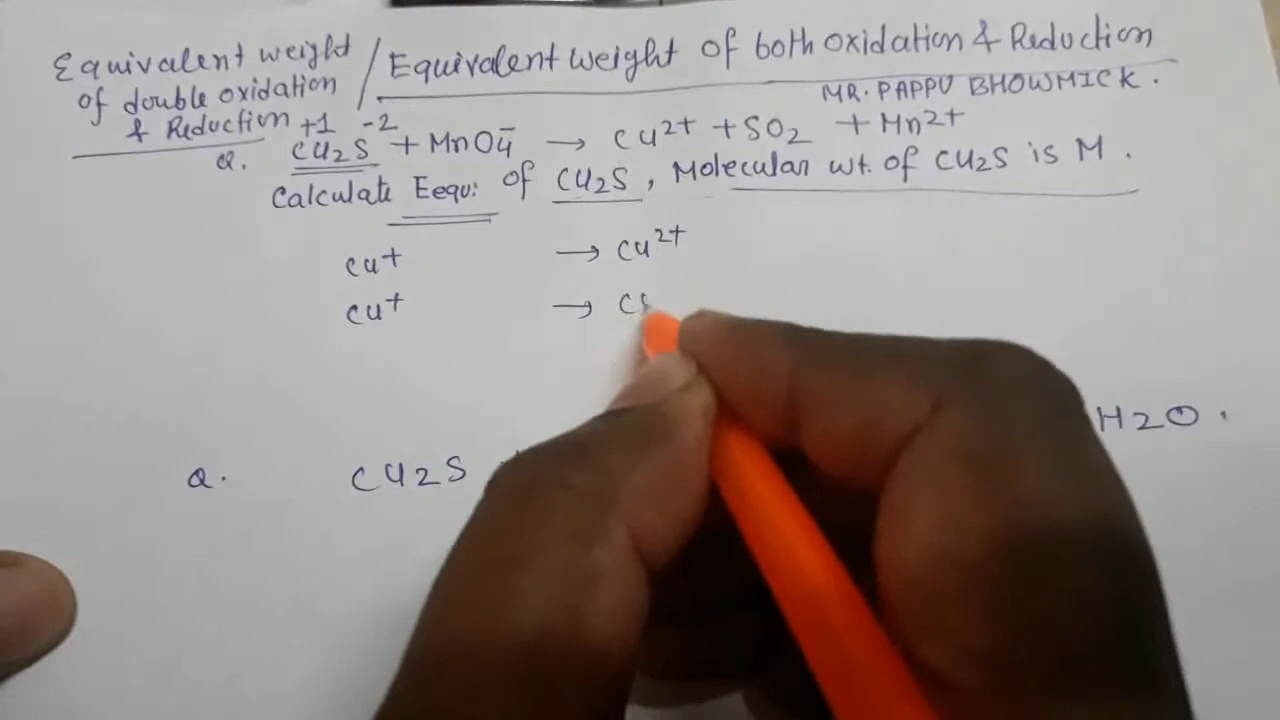 Equivalent weight of double oxidation & Reduction / Equivalent weight of both oxidation & Reduction
MR. PAPPU BHOWMICK.
+1 -2
Q. Cu2S + MnO4- → Cu2+ + SO2 + Mn2+
Calculate Eequ: of Cu2S, Molecular wt. of Cu2S is M.
Cu+ → Cu2+
Cu+ → C
Q. Cu2S H2O.